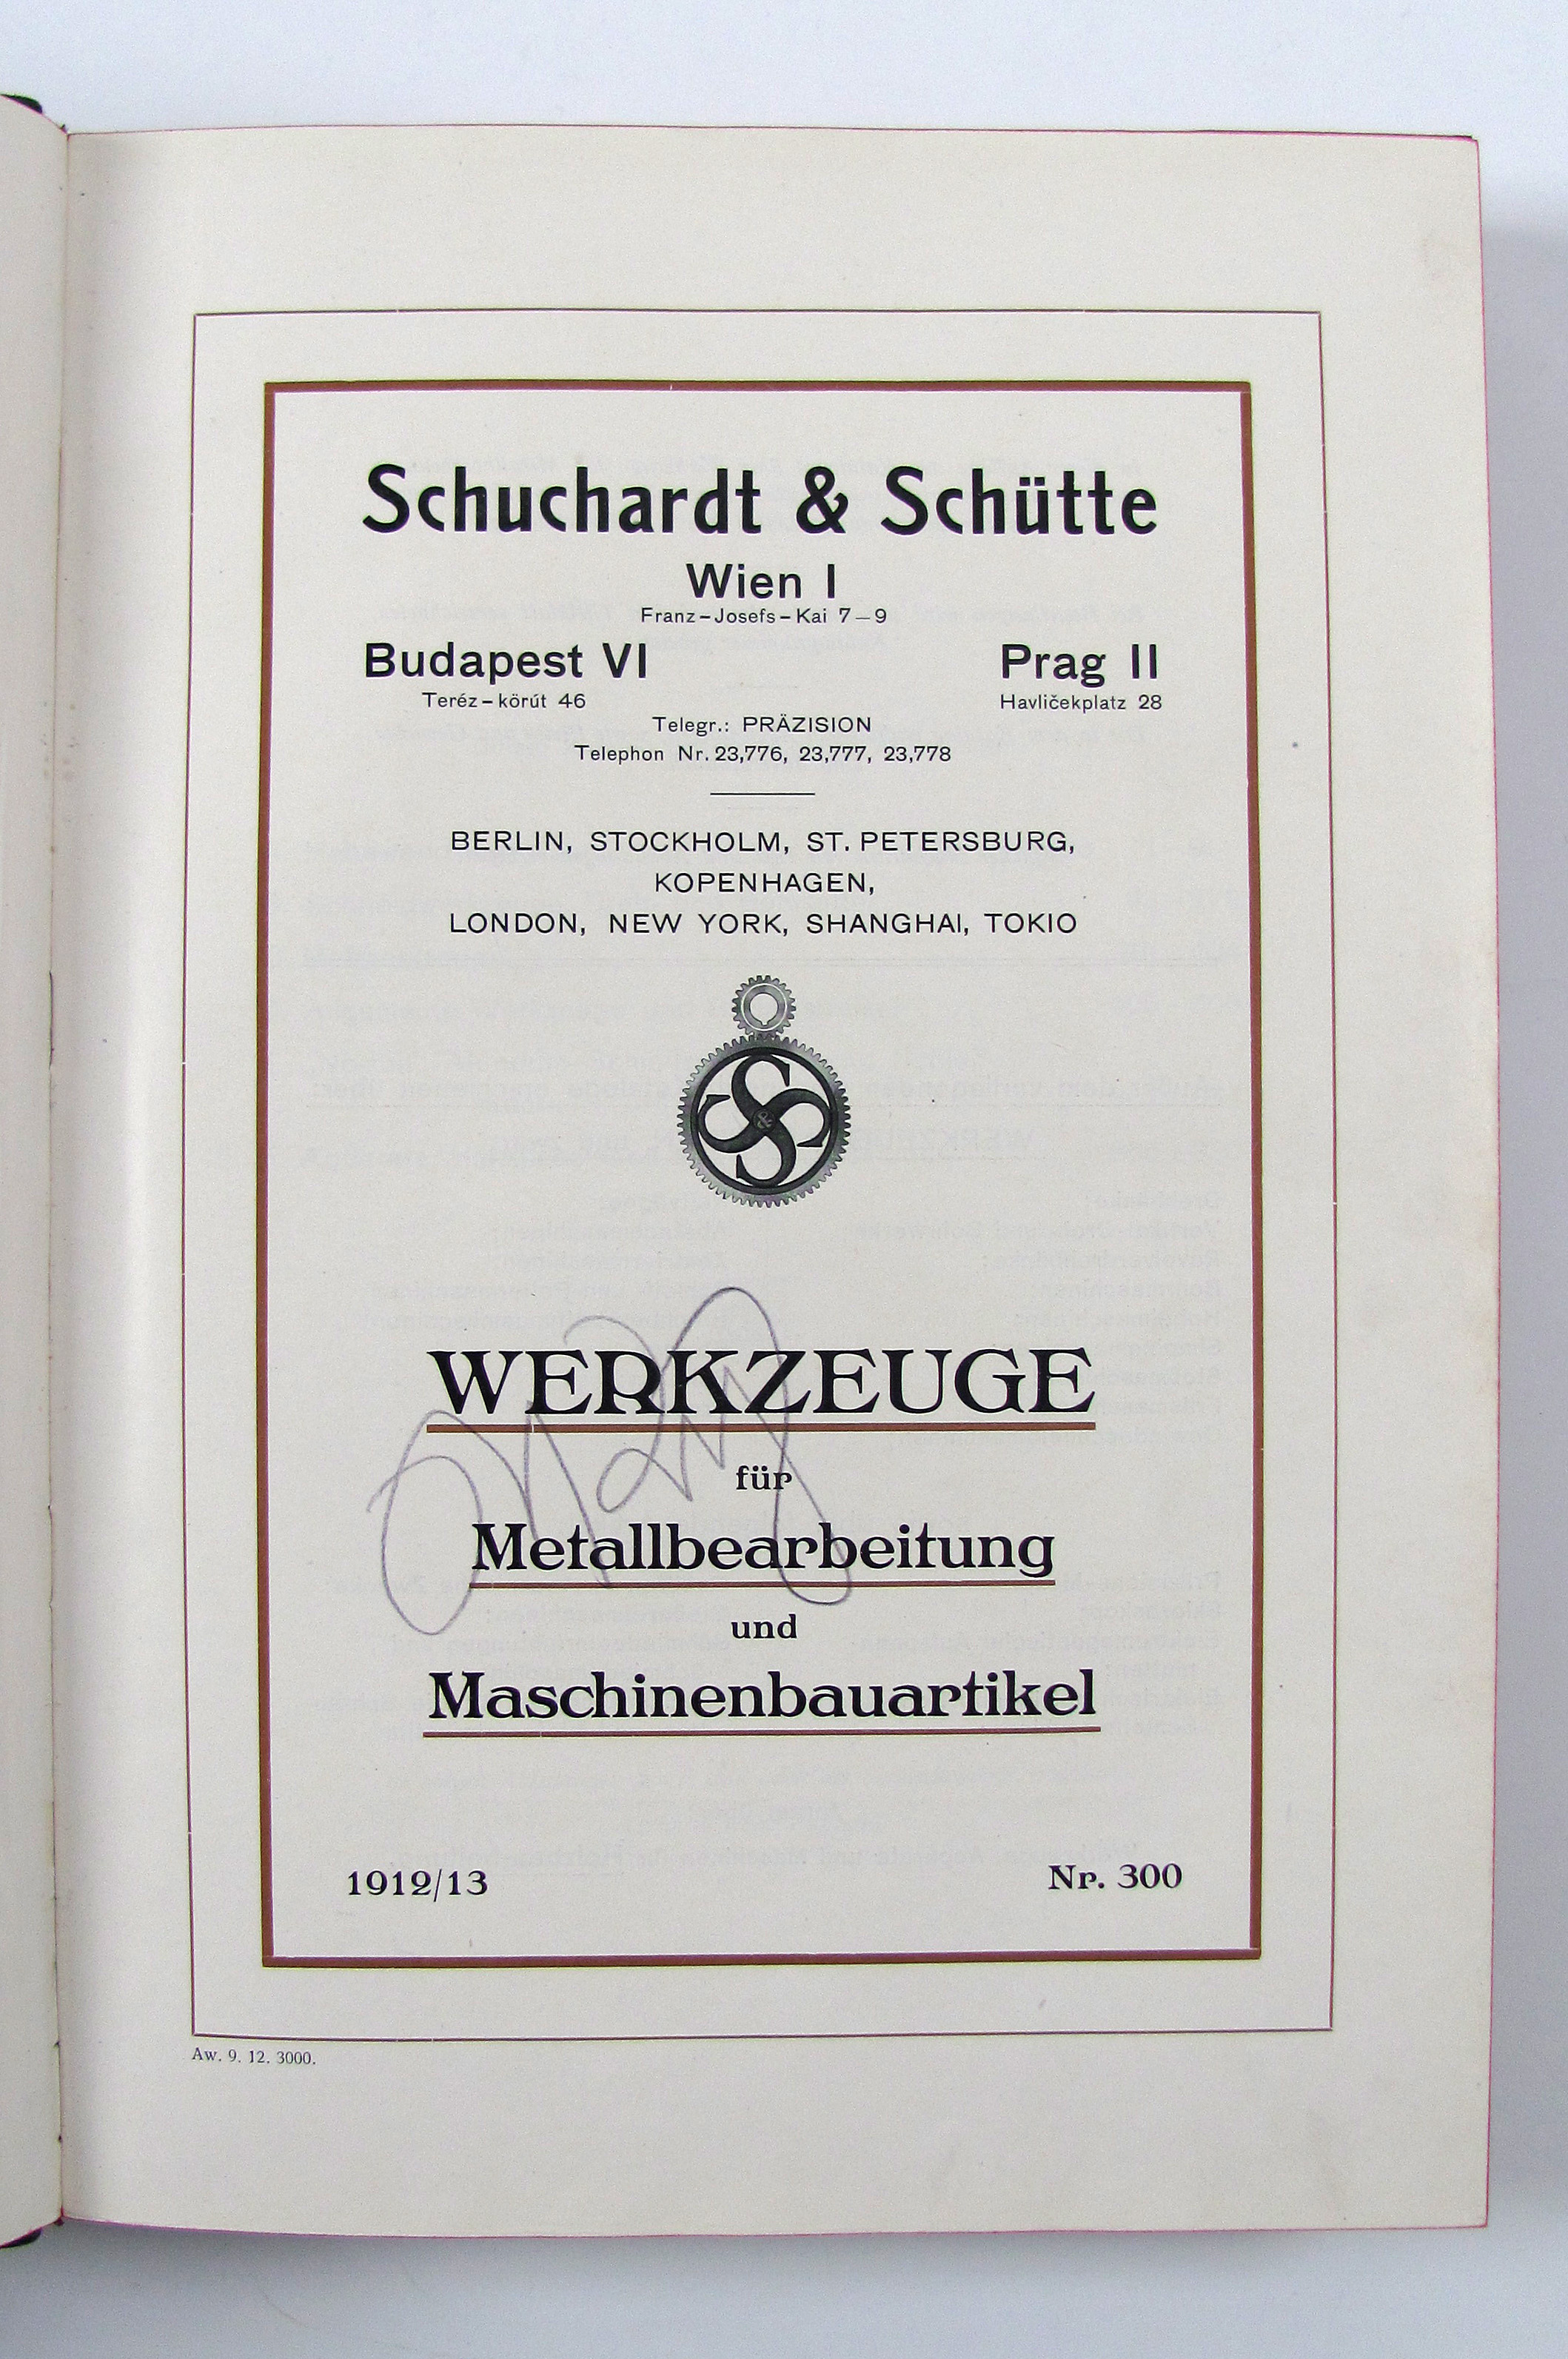 Schuchardt & Schütte
Wien I
Franz-Josefs-Kai 7–9
Budapest VI Prag II
Teréz-körút 46 Havličekplatz 28
Telegr.: PRÄZISION
Telephon Nr. 23,776, 23,777, 23,778
BERLIN, STOCKHOLM, ST. PETERSBURG,
KOPENHAGEN,
LONDON, NEW YORK, SHANGHAI, TOKIO
WERKZEUGE
für
Metallbearbeitung
und
Maschinenbauartikel
1912/13 Nr. 300
Aw. 9. 12. 3000.